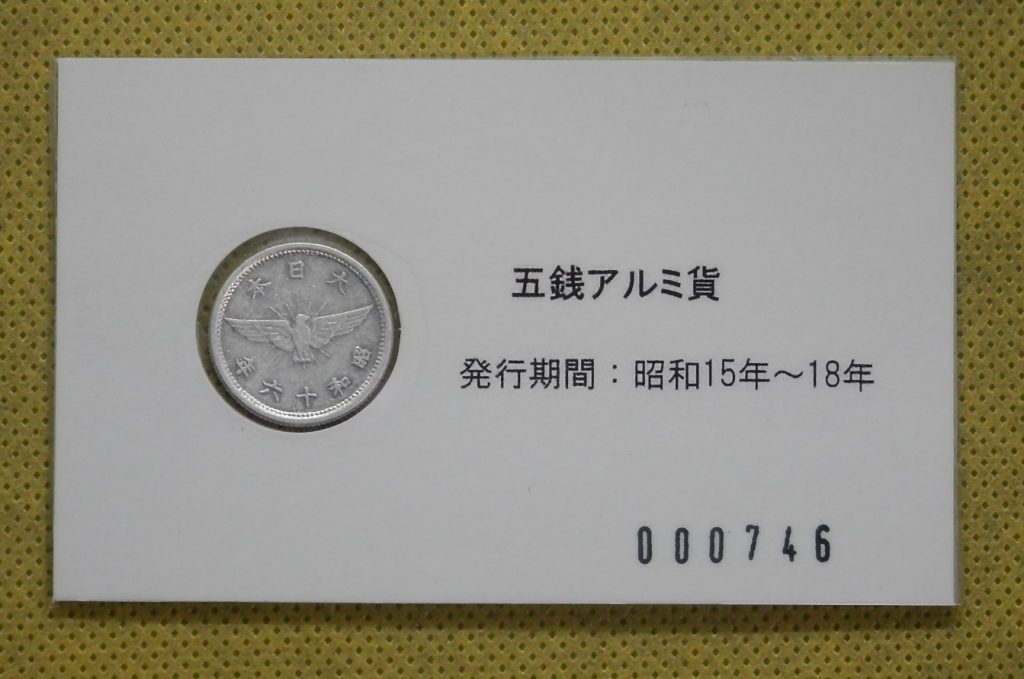 大日本
昭和十六年
五銭アルミ貨
発行期間：昭和15年～18年
000746